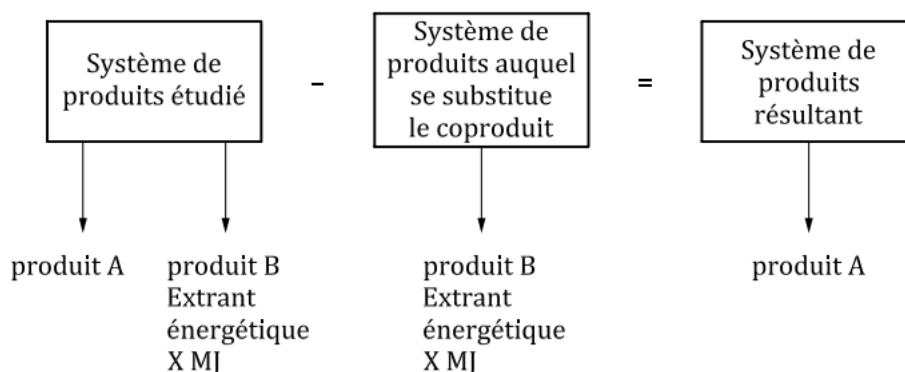 Système de
produits étudié
-
Système de
produits auquel
se substitue
le coproduit
=
Système de
produits
résultant
produit A
produit B
Extrant
énergétique
X MJ
produit B
Extrant
énergétique
X MJ
produit A